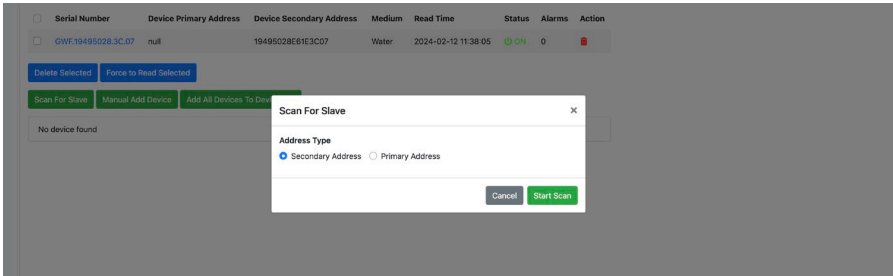 Serial Number Device Primary Address Device Secondary Address Medium Read Time Status Alarms Action
GWF.19495028.3C.07 null 19495028E61E3C07 Water 2024-02-12 11:38:05 ON 0
Delete Selected Force to Read Selected
Scan For Slave Manual Add Device Add All Devices To
No device found
Scan For Slave ×
Address Type
Secondary Address Primary Address
Cancel Start Scan